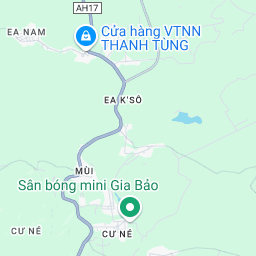 AH17
EA NAM
Cửa hàng VTNN
THANH TÙNG
EA K'SÔ
MÙI
Sân bóng mini Gia Bảo
CƯ NÉ
CƯ NÉ